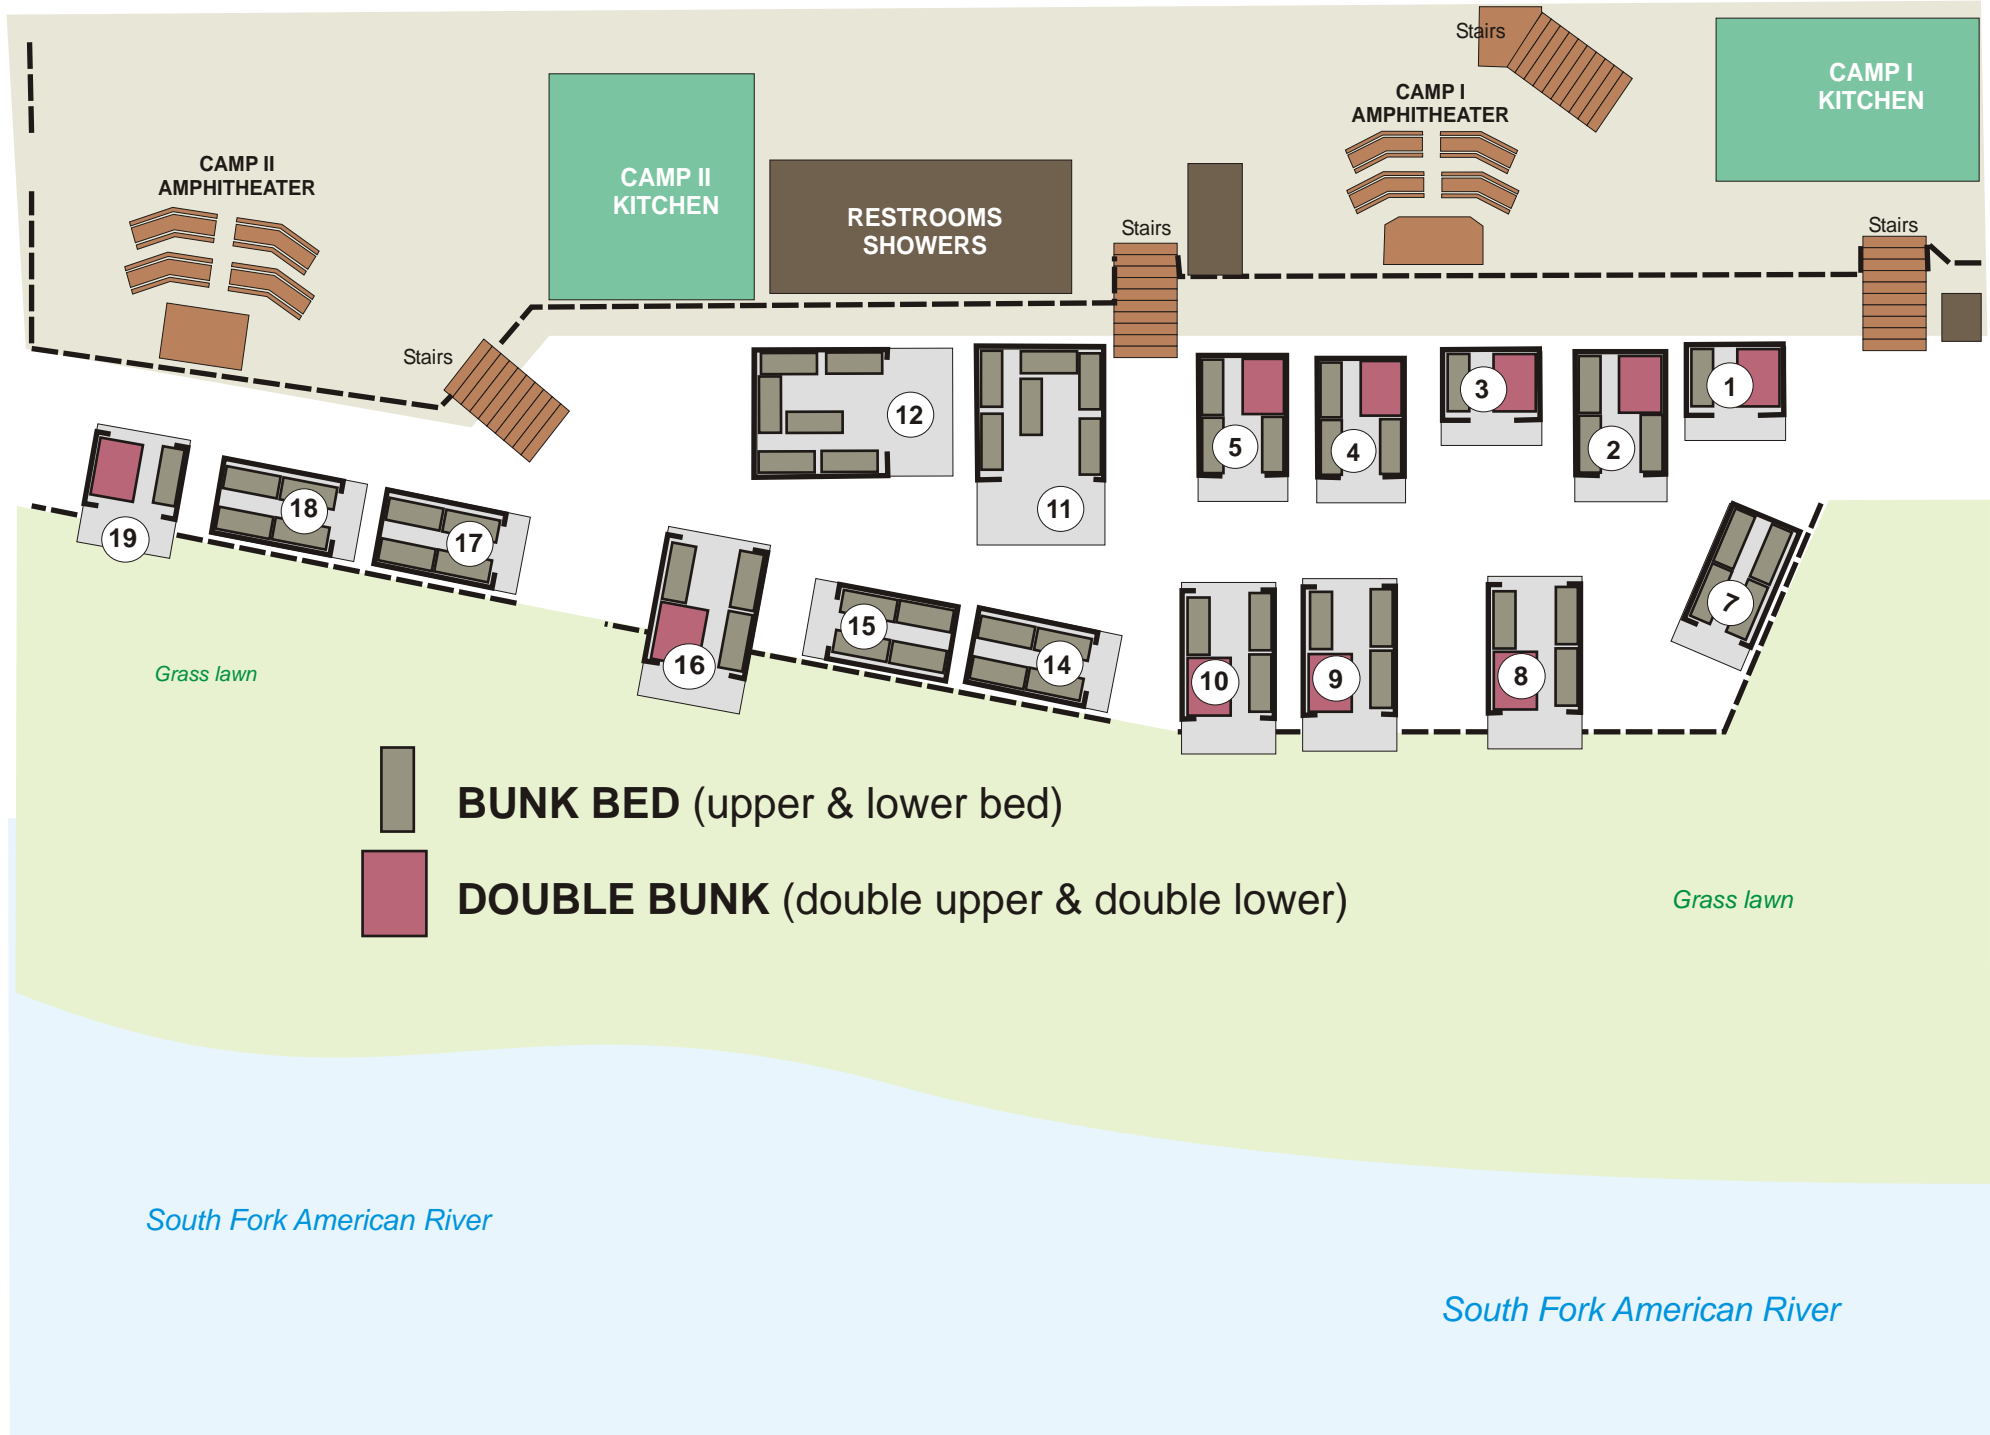 Stairs
CAMP I
KITCHEN
CAMP I
AMPHITHEATER
CAMP II
AMPHITHEATER
CAMP II
KITCHEN
RESTROOMS
SHOWERS
Stairs
Stairs
Stairs
12
11
5
4
3
2
1
19
18
17
16
15
14
10
9
8
7
Grass lawn
BUNK BED (upper & lower bed)
DOUBLE BUNK (double upper & double lower)
Grass lawn
South Fork American River
South Fork American River